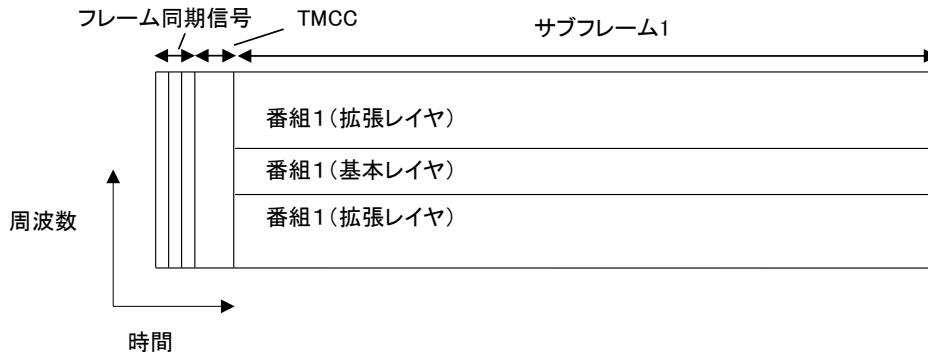 フレーム同期信号
TMCC
サブフレーム1
番組1（拡張レイヤ）
番組1（基本レイヤ）
番組1（拡張レイヤ）
周波数
時間